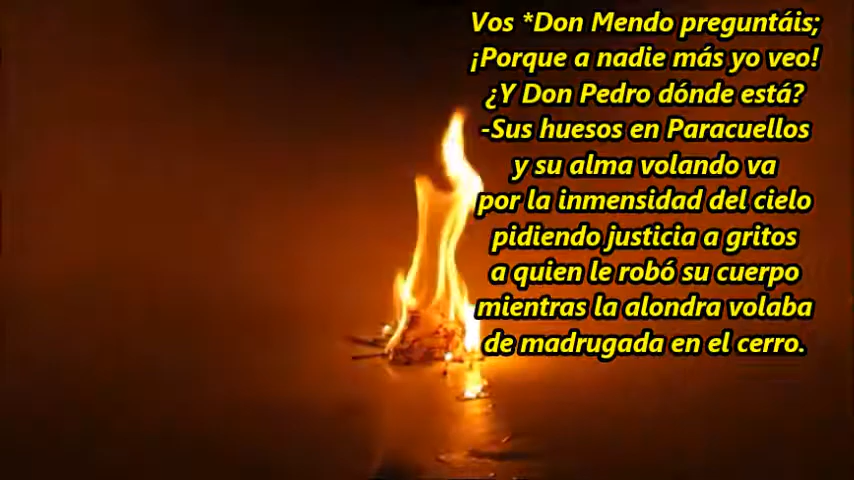 Vos *Don Mendo preguntáis;
¡Porque a nadie más yo veo!
¿Y Don Pedro dónde está?
-Sus huesos en Paracuellos
y su alma volando va
por la inmensidad del cielo
pidiendo justicia a gritos
a quien le robó su cuerpo
mientras la alondra volaba
de madrugada en el cerro.